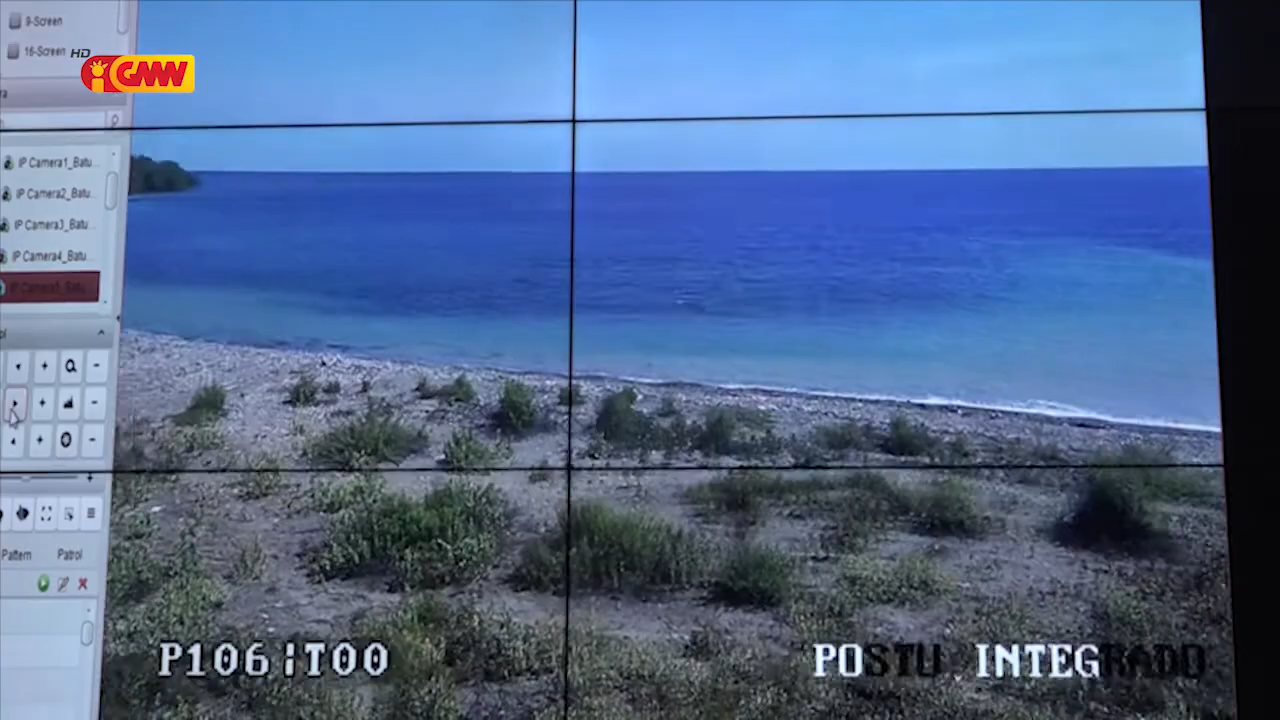 9-Screen
16-Screen
HD
iGMW
IP Camera1_Batu...
IP Camera2_Batu...
IP Camera3_Batu...
IP Camera4_Batu...
Pattern Patrol
P106|T00
POSTU INTEGRADO